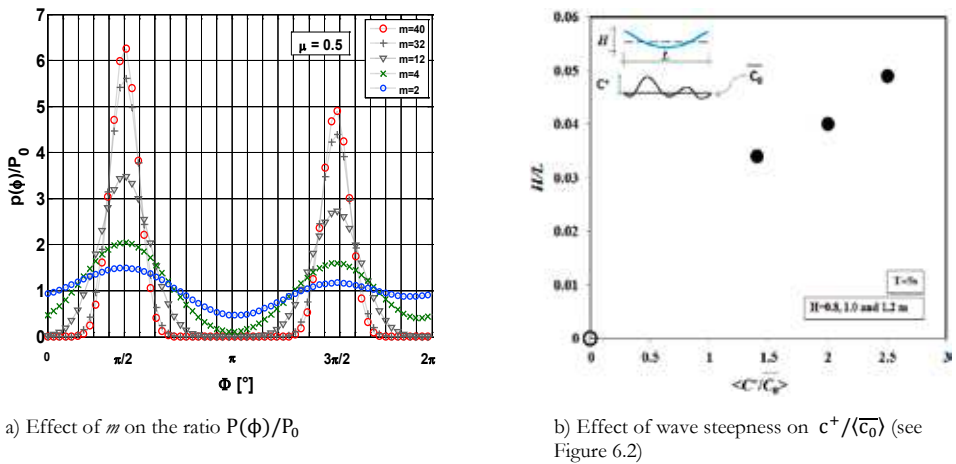 7
6
5
4
3
2
1
0
p(ϕ)/P₀
μ = 0.5
m=40
m=32
m=12
m=4
m=2
0
π/2
π
3π/2
2π
Φ [°]
a) Effect of m on the ratio P(ϕ)/P₀
0.06
0.05
0.04
0.03
0.02
0.01
0.00
H/L
H
L
C⁺
T=5s
H=0.8, 1.0 and 1.2 m
0
0.5
1
1.5
2
2.5
3
b) Effect of wave steepness on c⁺/⟨c̅₀⟩ (see
Figure 6.2)